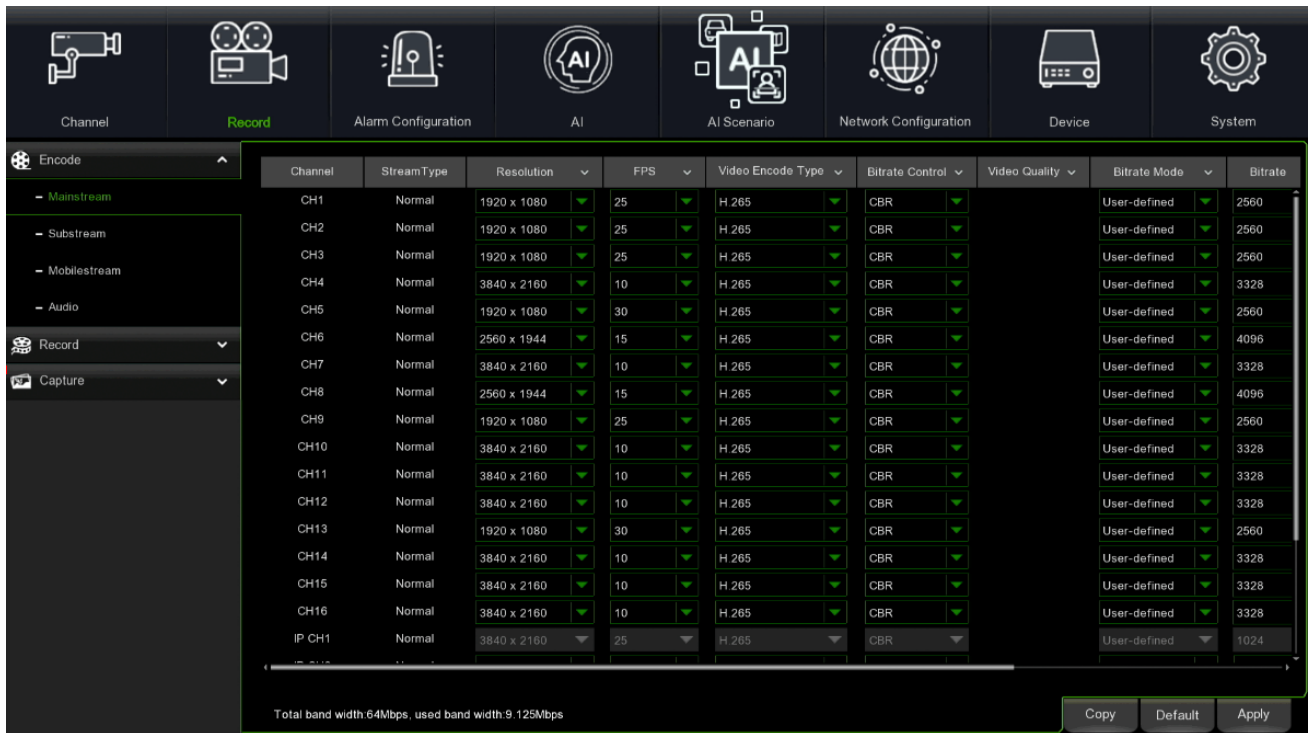 AI
Channel Record Alarm Configuration AI AI Scenario Network Configuration Device System
Encode
Mainstream
Substream
Mobilestream
Audio
Record
Capture
Channel StreamType Resolution FPS Video Encode Type Bitrate Control Video Quality Bitrate Mode Bitrate
CH1 Normal 1920 x 1080 25 H.265 CBR User-defined 2560
CH2 Normal 1920 x 1080 25 H.265 CBR User-defined 2560
CH3 Normal 1920 x 1080 25 H.265 CBR User-defined 2560
CH4 Normal 3840 x 2160 10 H.265 CBR User-defined 3328
CH5 Normal 1920 x 1080 30 H.265 CBR User-defined 2560
CH6 Normal 2560 x 1944 15 H.265 CBR User-defined 4096
CH7 Normal 3840 x 2160 10 H.265 CBR User-defined 3328
CH8 Normal 2560 x 1944 15 H.265 CBR User-defined 4096
CH9 Normal 1920 x 1080 25 H.265 CBR User-defined 2560
CH10 Normal 3840 x 2160 10 H.265 CBR User-defined 3328
CH11 Normal 3840 x 2160 10 H.265 CBR User-defined 3328
CH12 Normal 3840 x 2160 10 H.265 CBR User-defined 3328
CH13 Normal 1920 x 1080 30 H.265 CBR User-defined 2560
CH14 Normal 3840 x 2160 10 H.265 CBR User-defined 3328
CH15 Normal 3840 x 2160 10 H.265 CBR User-defined 3328
CH16 Normal 3840 x 2160 10 H.265 CBR User-defined 3328
IP CH1 Normal 3840 x 2160 25 H.265 CBR User-defined 1024
Total band width:64Mbps, used band width:9.125Mbps
Copy Default Apply